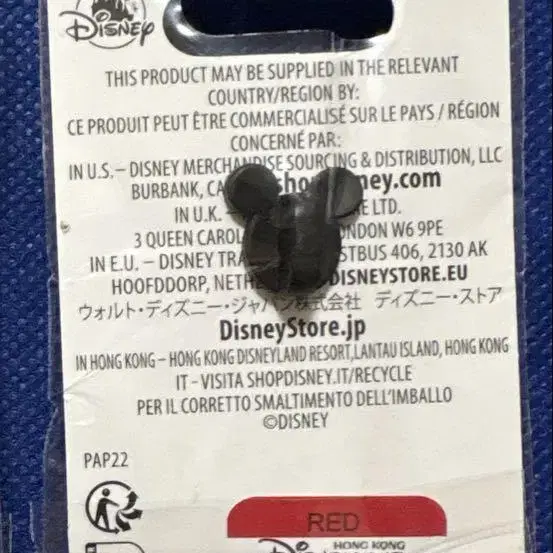 Disney
THIS PRODUCT MAY BE SUPPLIED IN THE RELEVANT
COUNTRY/REGION BY:
CE PRODUIT PEUT ÊTRE COMMERCIALISÉ SUR LE PAYS / RÉGION
CONCERNÉ PAR:
IN U.S. – DISNEY MERCHANDISE SOURCING & DISTRIBUTION, LLC
BURBANK, CA ney.com
IN U.K. LTD.
3 QUEEN W6 9PE
IN E.U. – DISNEY 406, 2130 AK
HOOFDDORP, DISNEYSTORE.EU
ウォルト・ディズニー・ジャパン株式会社 ディズニー・ストア
DisneyStore.jp
IN HONG KONG – HONG KONG DISNEYLAND RESORT, LANTAU ISLAND, HONG KONG
IT - VISITA SHOPDISNEY.IT/RECYCLE
PER IL CORRETTO SMALTIMENTO DELL'IMBALLO
©DISNEY
PAP22
RED
HONG KONG